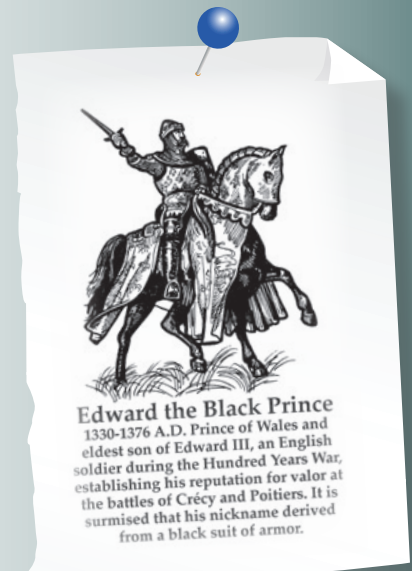 Edward the Black Prince
1330-1376 A.D. Prince of Wales and
eldest son of Edward III, an English
soldier during the Hundred Years War,
establishing his reputation for valor at
the battles of Crécy and Poitiers. It is
surmised that his nickname derived
from a black suit of armor.